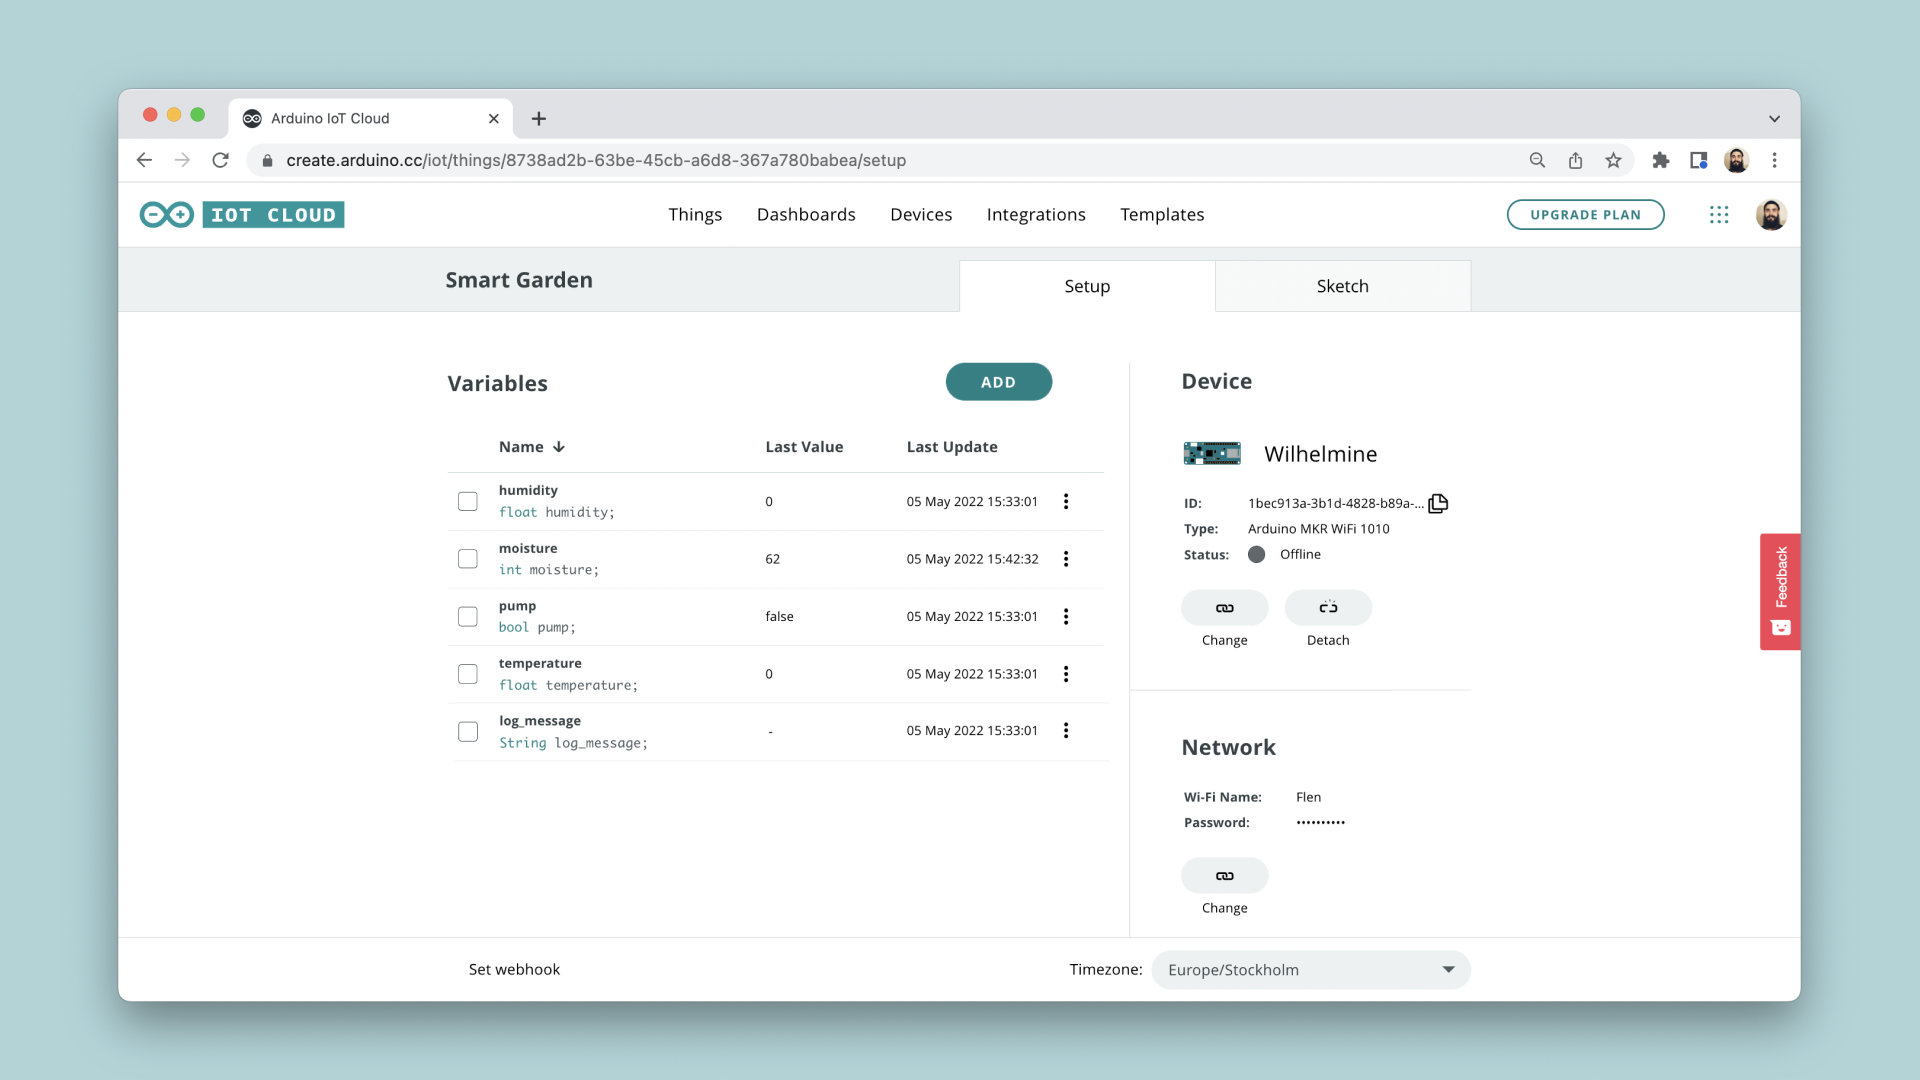 Arduino IoT Cloud
create.arduino.cc/iot/things/8738ad2b-63be-45cb-a6d8-367a780babea/setup
IOT CLOUD
Things Dashboards Devices Integrations Templates
UPGRADE PLAN
Smart Garden
Setup
Sketch
Variables
ADD
Name Last Value Last Update
humidity
float humidity;
0
05 May 2022 15:33:01
moisture
int moisture;
62
05 May 2022 15:42:32
pump
bool pump;
false
05 May 2022 15:33:01
temperature
float temperature;
0
05 May 2022 15:33:01
log_message
String log_message;
-
05 May 2022 15:33:01
Device
Wilhelmine
ID: 1bec913a-3b1d-4828-b89a-...
Type: Arduino MKR WiFi 1010
Status: Offline
Change
Detach
Network
Wi-Fi Name: Flen
Password: ••••••••••
Change
Feedback
Set webhook
Timezone: Europe/Stockholm